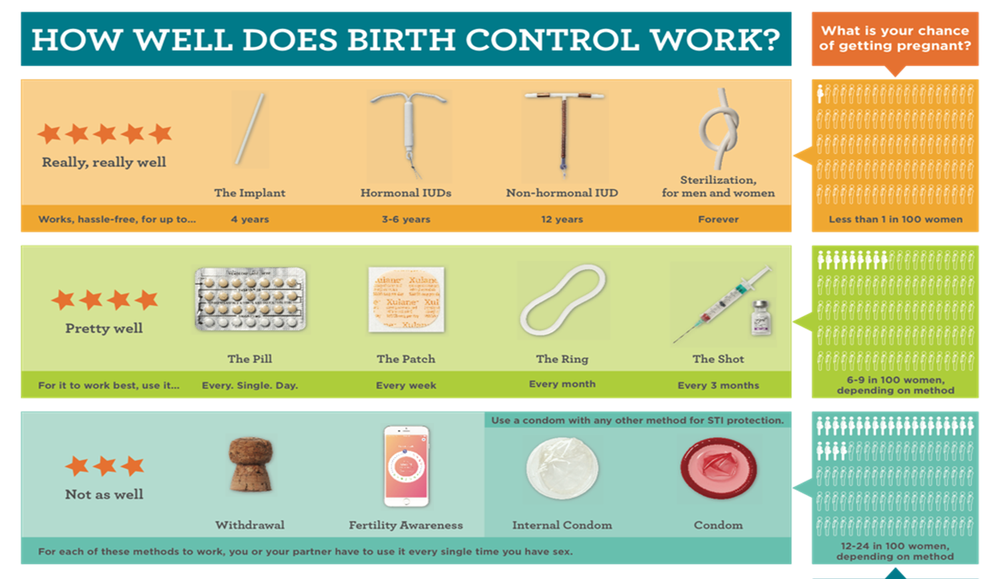 HOW WELL DOES BIRTH CONTROL WORK?
What is your chance
of getting pregnant?
Really, really well
The Implant
Hormonal IUDs
Non-hormonal IUD
Sterilization,
for men and women
Works, hassle-free, for up to...
4 years
3-6 years
12 years
Forever
Less than 1 in 100 women
Pretty well
Xulane
Xulane
The Pill
The Patch
The Ring
The Shot
For it to work best, use it...
Every. Single. Day.
Every week
Every month
Every 3 months
6-9 in 100 women,
depending on method
Use a condom with any other method for STI protection.
Not as well
Withdrawal
Fertility Awareness
Internal Condom
Condom
For each of these methods to work, you or your partner have to use it every single time you have sex.
12-24 in 100 women,
depending on method